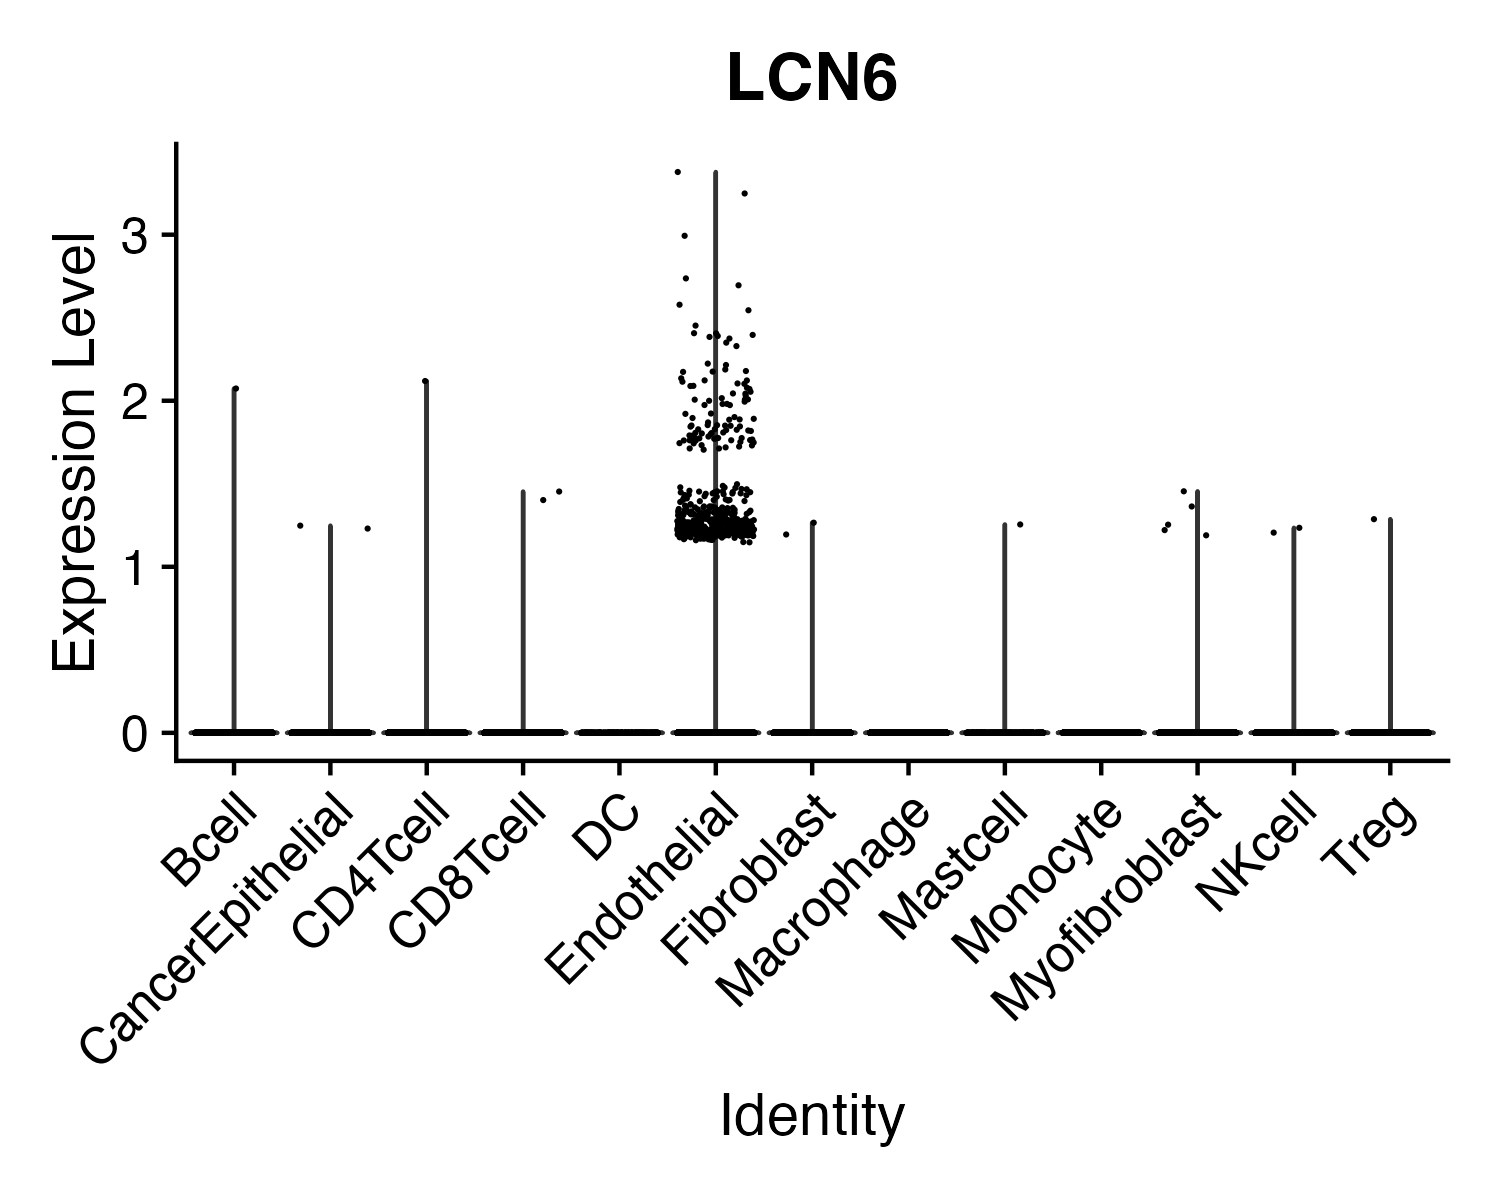 LCN6
Expression Level
3
2
1
0
Bcell
CancerEpithelial
CD4Tcell
CD8Tcell
DC
Endothelial
Fibroblast
Macrophage
Mastcell
Monocyte
Myofibroblast
NKcell
Treg
Identity